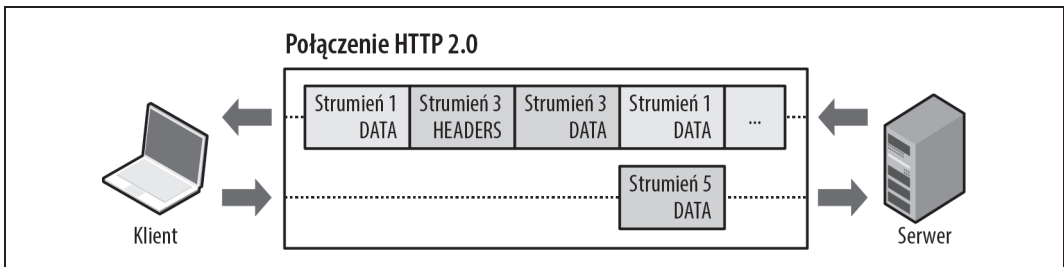 Połączenie HTTP 2.0
Strumień 1 Strumień 3 Strumień 3 Strumień 1
DATA HEADERS DATA DATA ...
Strumień 5
DATA
Klient
Serwer